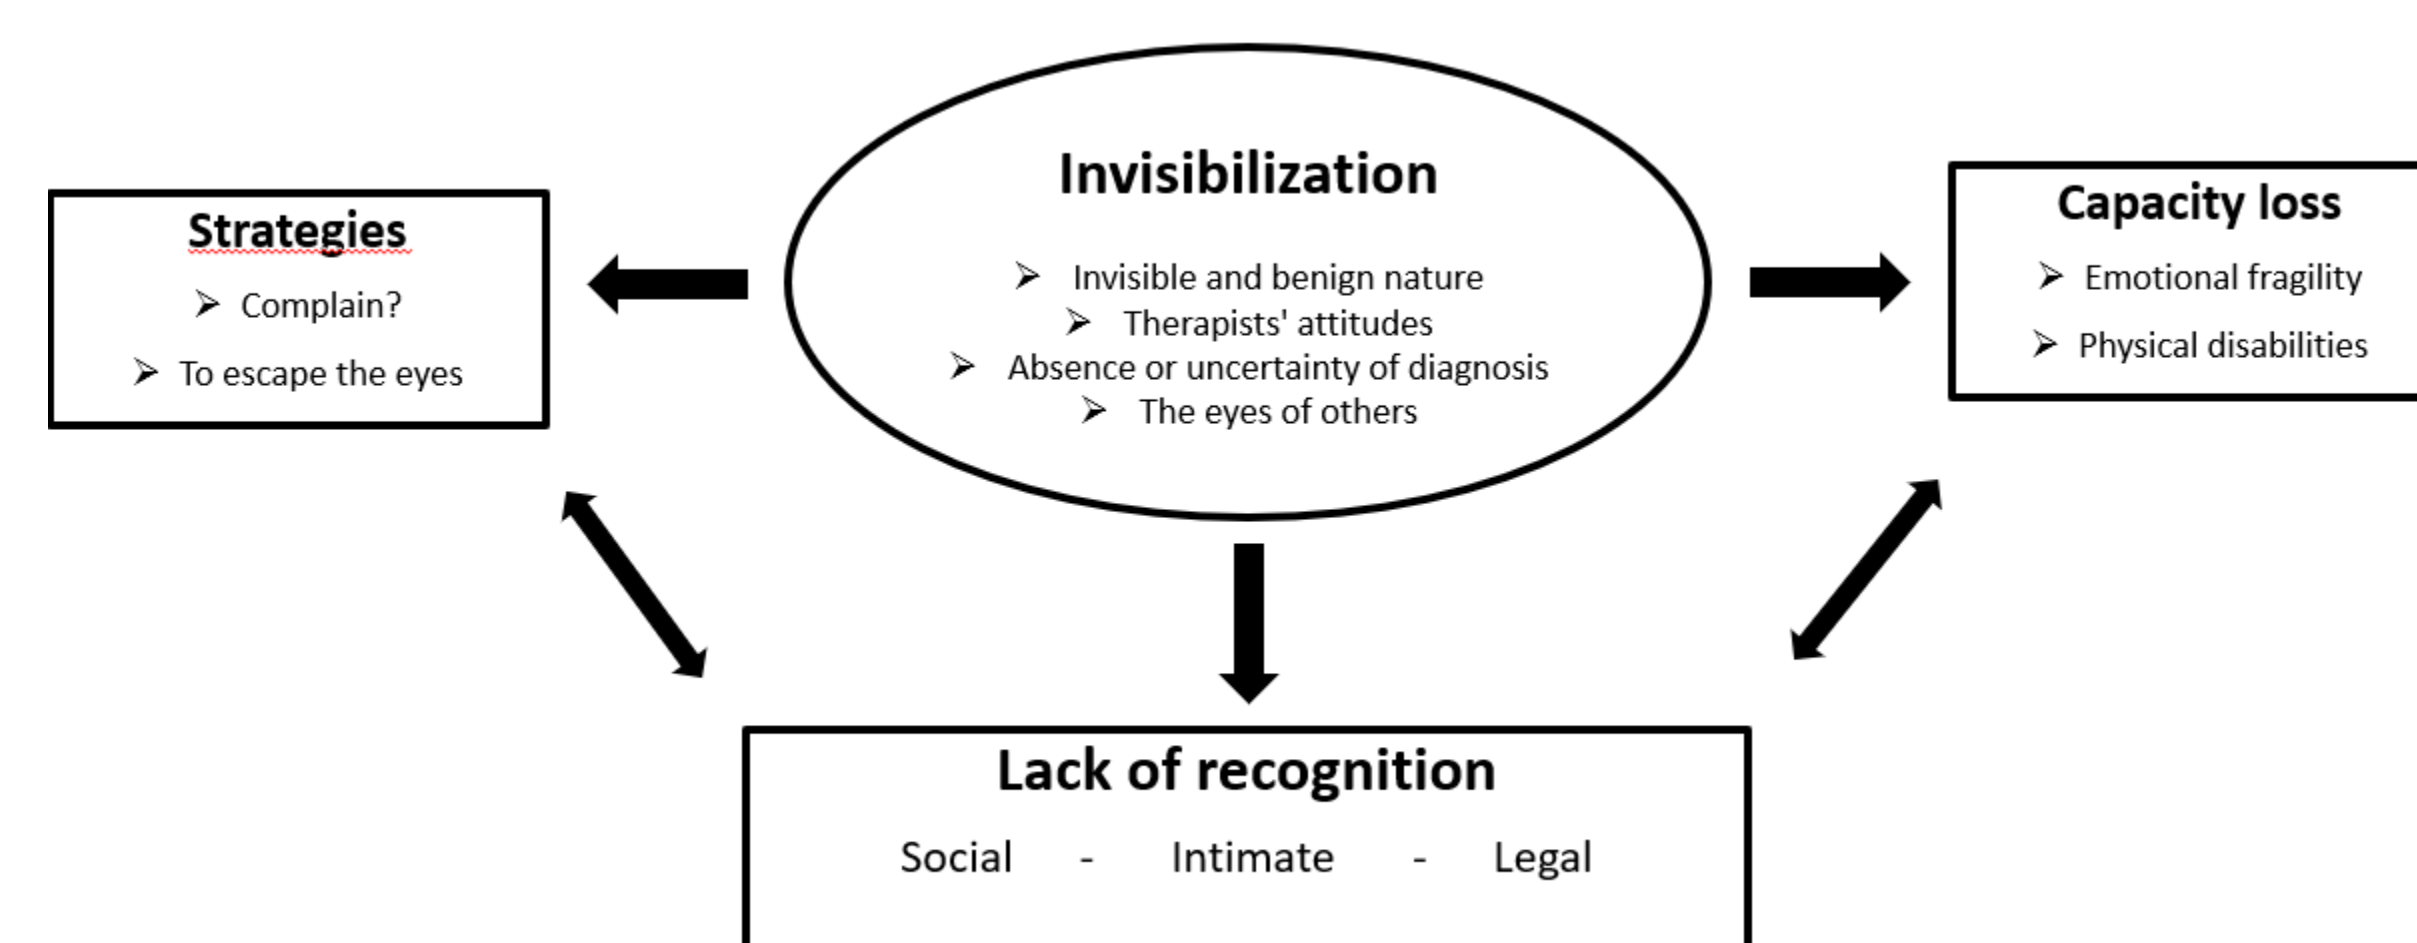 Invisibilization
➢ Invisible and benign nature
➢ Therapists' attitudes
➢ Absence or uncertainty of diagnosis
➢ The eyes of others
Strategies
➢ Complain?
➢ To escape the eyes
Capacity loss
➢ Emotional fragility
➢ Physical disabilities
Lack of recognition
Social - Intimate - Legal